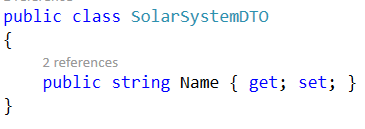 public class SolarSystemDTO
{
2 references
public string Name { get; set; }
}